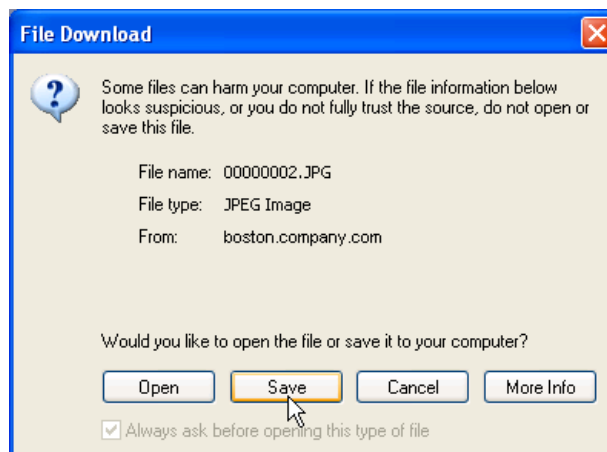 File Download
Some files can harm your computer. If the file information below
looks suspicious, or you do not fully trust the source, do not open or
save this file.
File name: 00000002.JPG
File type: JPEG Image
From: boston.company.com
Would you like to open the file or save it to your computer?
Open Save Cancel More Info
Always ask before opening this type of file